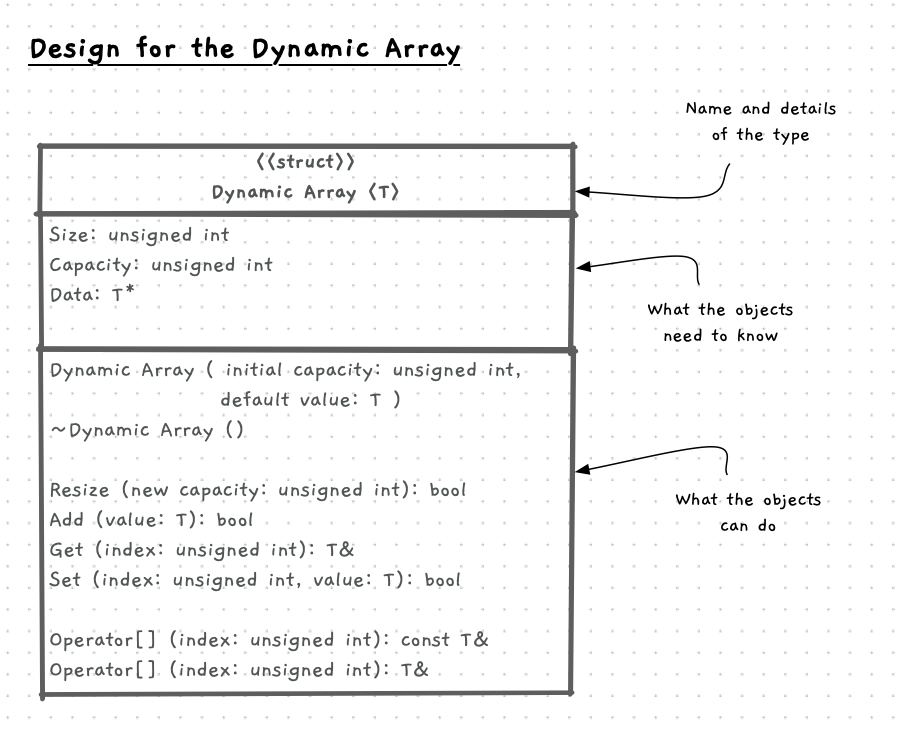 Design for the Dynamic Array
Name and details
of the type
⟨⟨struct⟩⟩
Dynamic Array ⟨T⟩
Size: unsigned int
Capacity: unsigned int
Data: T*
What the objects
need to know
Dynamic Array ( initial capacity: unsigned int,
default value: T )
~Dynamic Array ()
Resize (new capacity: unsigned int): bool
Add (value: T): bool
Get (index: unsigned int): T&
Set (index: unsigned int, value: T): bool
What the objects
can do
Operator[] (index: unsigned int): const T&
Operator[] (index: unsigned int): T&